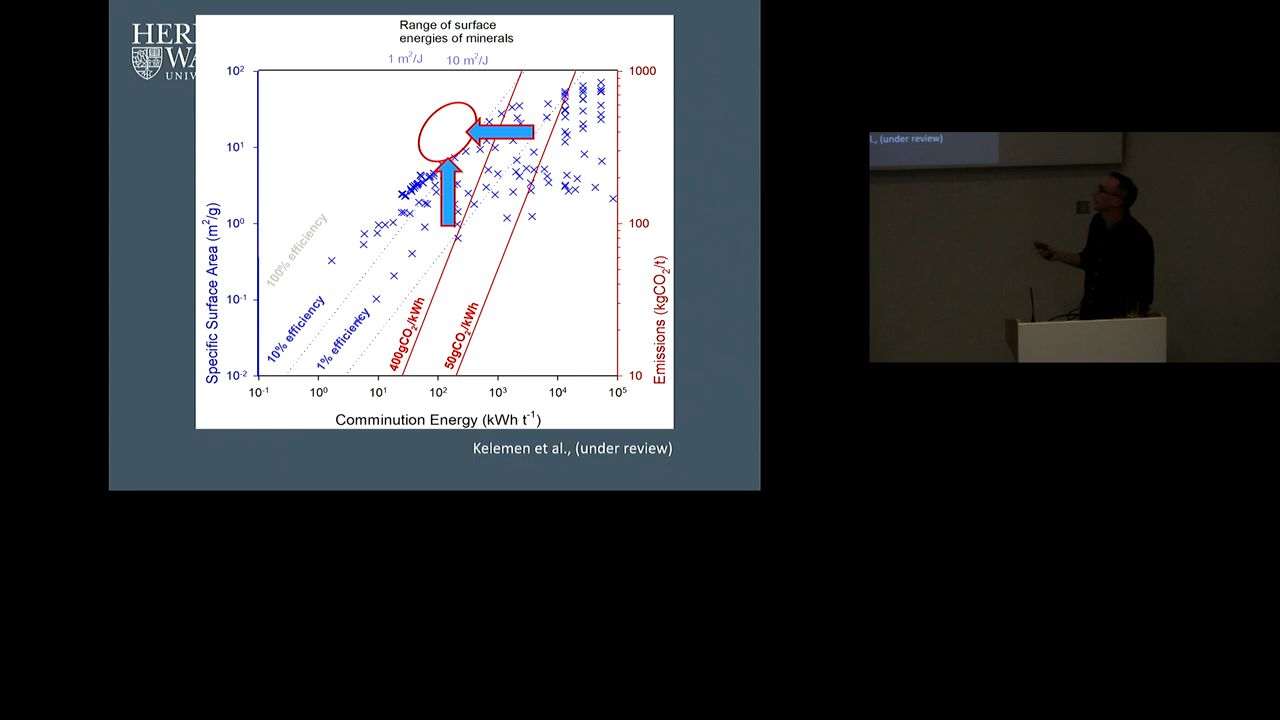 HER
WA
UNIV
Range of surface
energies of minerals
1 m²/J 10 m²/J
10² 1000
10¹
10⁰ 100
10⁻¹
10⁻² 10
Specific Surface Area (m²/g)
Emissions (kgCO₂/t)
100% efficiency
10% efficiency
1% efficiency
400gCO₂/kWh
50gCO₂/kWh
10⁻¹ 10⁰ 10¹ 10² 10³ 10⁴ 10⁵
Comminution Energy (kWh t⁻¹)
Kelemen et al., (under review)
., (under review)